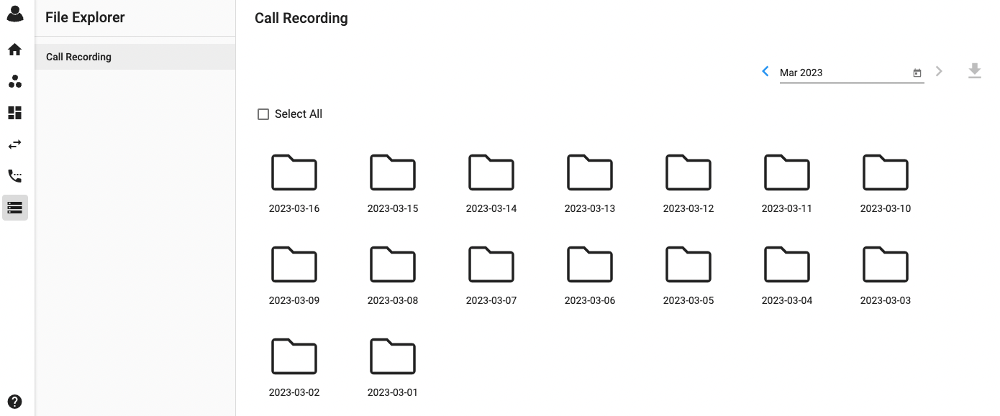 File Explorer
Call Recording
Call Recording
Mar 2023
Select All
2023-03-16 2023-03-15 2023-03-14 2023-03-13 2023-03-12 2023-03-11 2023-03-10
2023-03-09 2023-03-08 2023-03-07 2023-03-06 2023-03-05 2023-03-04 2023-03-03
2023-03-02 2023-03-01